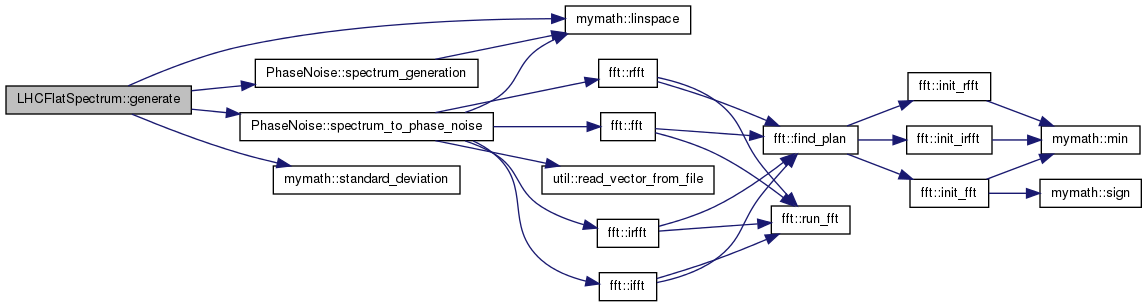 LHCFlatSpectrum::generate
mymath::linspace
PhaseNoise::spectrum_generation
PhaseNoise::spectrum_to_phase_noise
mymath::standard_deviation
fft::rfft
fft::fft
util::read_vector_from_file
fft::irfft
fft::ifft
fft::find_plan
fft::run_fft
fft::init_rfft
fft::init_irfft
fft::init_fft
mymath::min
mymath::sign